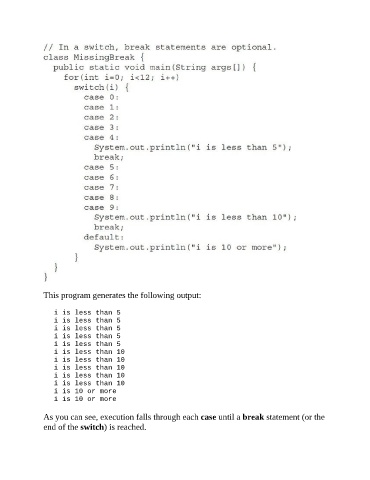 // In a switch, break statements are optional.
class MissingBreak {
public static void main(String args[]) {
for(int i=0; i<12; i++)
switch(i) {
case 0:
case 1:
case 2:
case 3:
case 4:
System.out.println("i is less than 5");
break;
case 5:
case 6:
case 7:
case 8:
case 9:
System.out.println("i is less than 10");
break;
default:
System.out.println("i is 10 or more");
}
}
}
This program generates the following output:
i is less than 5
i is less than 5
i is less than 5
i is less than 5
i is less than 5
i is less than 10
i is less than 10
i is less than 10
i is less than 10
i is less than 10
i is 10 or more
i is 10 or more
As you can see, execution falls through each case until a break statement (or the
end of the switch) is reached.